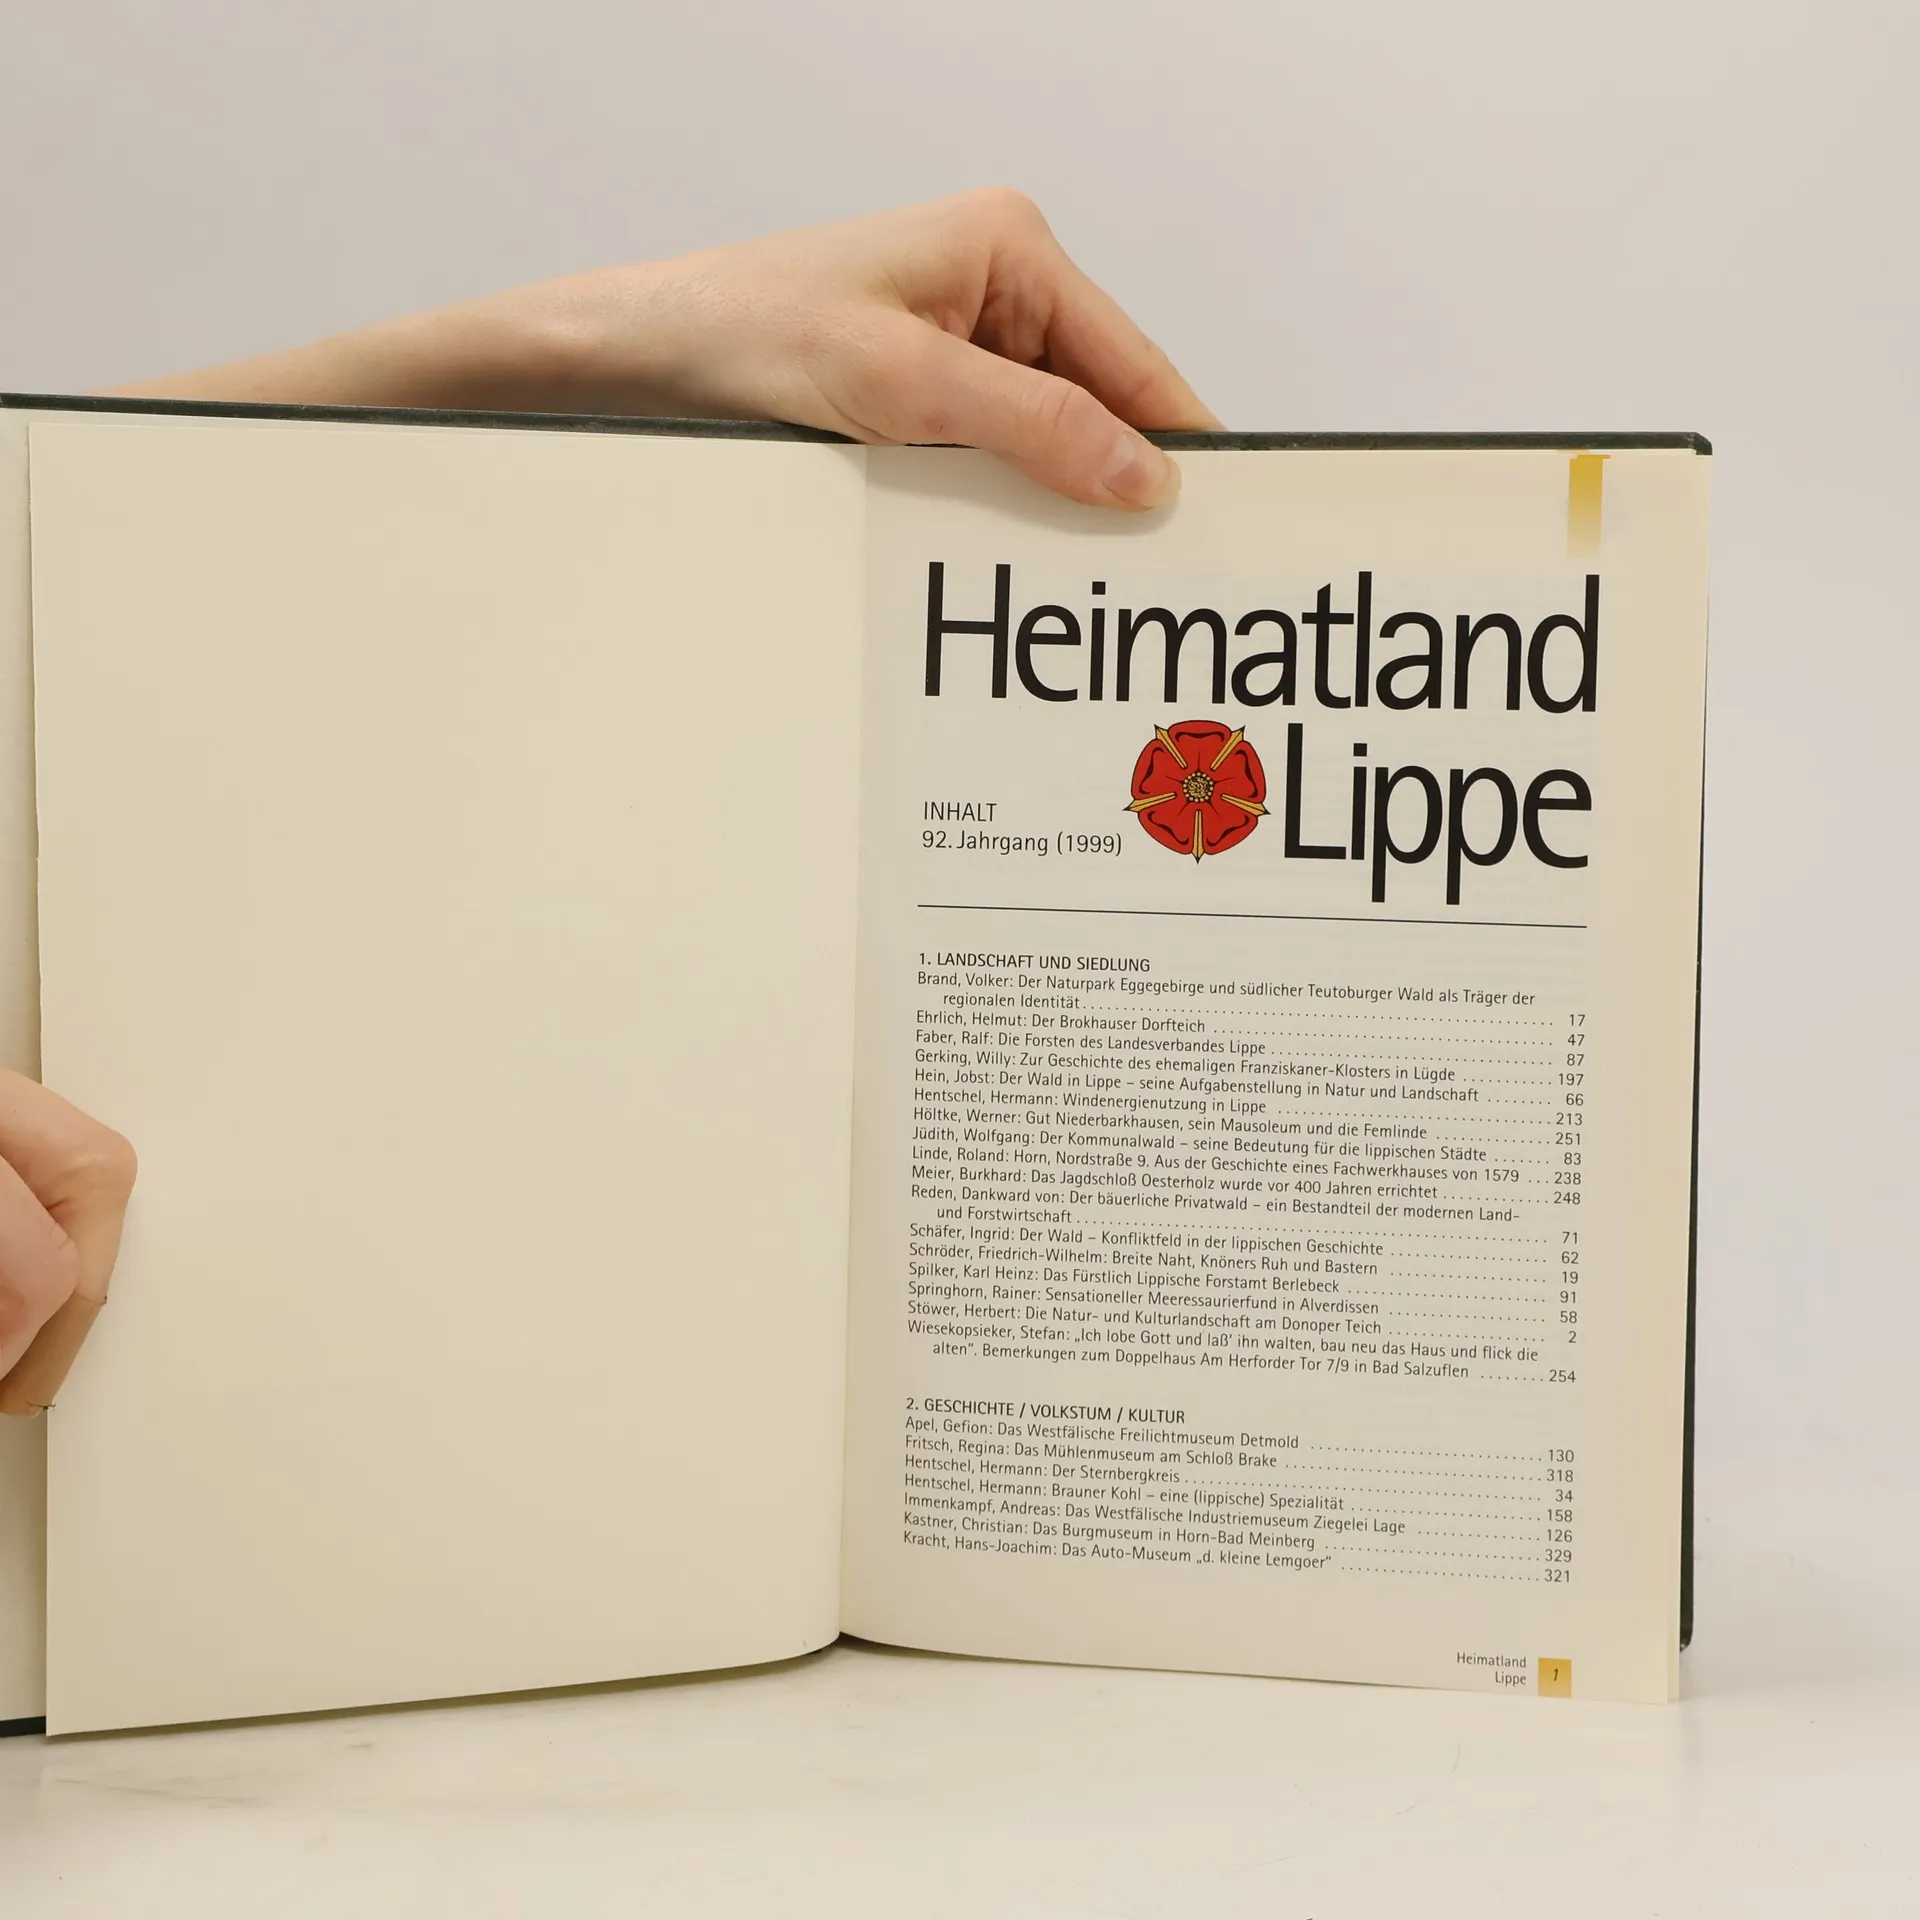 Heimatland
Lippe
INHALT
92. Jahrgang (1999)
1. LANDSCHAFT UND SIEDLUNG
Brand, Volker: Der Naturpark Eggegebirge und südlicher Teutoburger Wald als Träger der
regionalen Identität ........ 17
Ehrlich, Helmut: Der Brokhauser Dorfteich ........ 47
Faber, Ralf: Die Forsten des Landesverbandes Lippe ........ 87
Gerking, Willy: Zur Geschichte des ehemaligen Franziskaner-Klosters in Lügde ........ 197
Hein, Jobst: Der Wald in Lippe – seine Aufgabenstellung in Natur und Landschaft ........ 66
Hentschel, Hermann: Windenergienutzung in Lippe ........ 213
Höltke, Werner: Gut Niederbarkhausen, sein Mausoleum und die Femlinde ........ 251
Jüdith, Wolfgang: Der Kommunalwald – seine Bedeutung für die lippischen Städte ....... 83
Linde, Roland: Horn, Nordstraße 9. Aus der Geschichte eines Fachwerkhauses von 1579 ... 238
Meier, Burkhard: Das Jagdschloß Oesterholz wurde vor 400 Jahren errichtet ........ 248
Reden, Dankward von: Der bäuerliche Privatwald – ein Bestandteil der modernen Land-
und Forstwirtschaft ........ 71
Schäfer, Ingrid: Der Wald – Konfliktfeld in der lippischen Geschichte ........ 62
Schröder, Friedrich-Wilhelm: Breite Naht, Knöners Ruh und Bastern ........ 19
Spilker, Karl Heinz: Das Fürstlich Lippische Forstamt Berlebeck ........ 91
Springhorn, Rainer: Sensationeller Meeressaurierfund in Alverdissen ........ 58
Stöwer, Herbert: Die Natur- und Kulturlandschaft am Donoper Teich ........ 2
Wiesekopsieker, Stefan: „Ich lobe Gott und laß' ihn walten, bau neu das Haus und flick die
alten". Bemerkungen zum Doppelhaus Am Herforder Tor 7/9 in Bad Salzuflen ........ 254
2. GESCHICHTE / VOLKSTUM / KULTUR
Apel, Gefion: Das Westfälische Freilichtmuseum Detmold ........ 130
Fritsch, Regina: Das Mühlenmuseum am Schloß Brake ........ 318
Hentschel, Hermann: Der Sternbergkreis ........ 34
Hentschel, Hermann: Brauner Kohl – eine (lippische) Spezialität ........ 158
Immenkampf, Andreas: Das Westfälische Industriemuseum Ziegelei Lage ........ 126
Kastner, Christian: Das Burgmuseum in Horn-Bad Meinberg ........ 329
Kracht, Hans-Joachim: Das Auto-Museum „d. kleine Lemgoer" ........ 321
Heimatland
Lippe 1